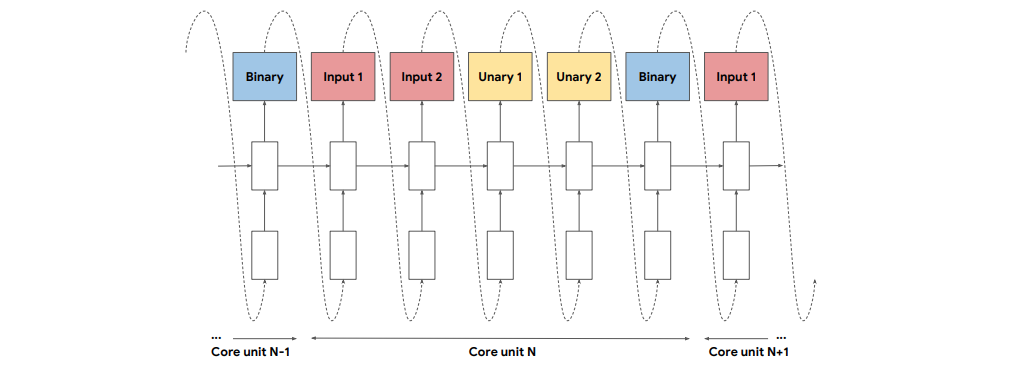 Binary
Input 1
Input 2
Unary 1
Unary 2
Binary
Input 1
...
...
Core unit N-1
Core unit N
Core unit N+1